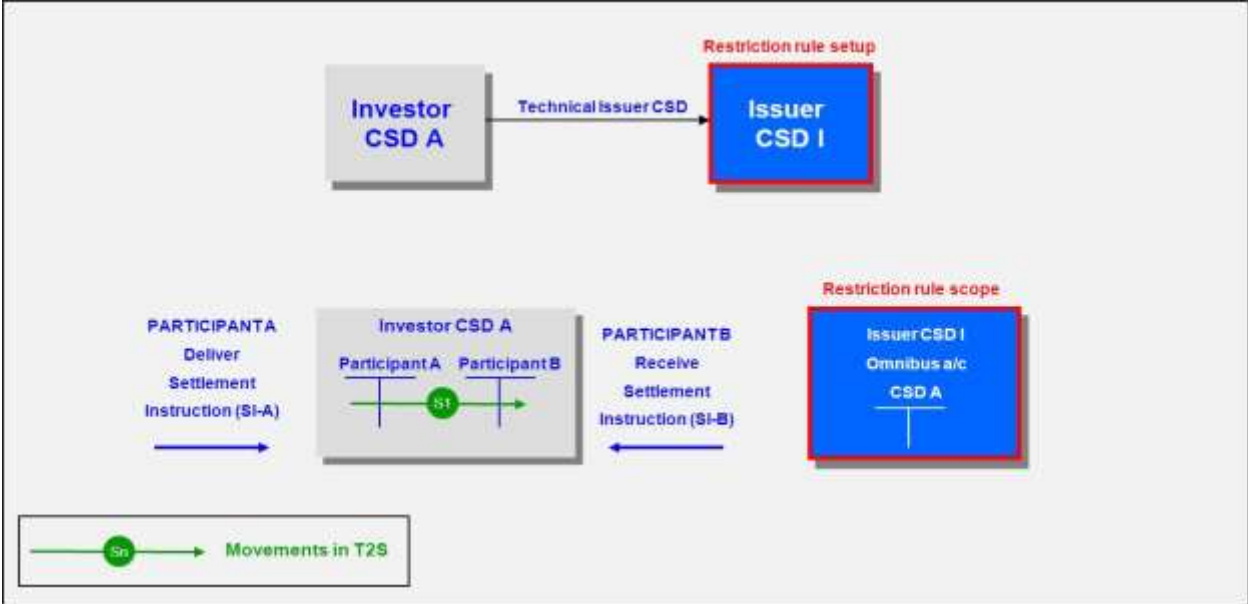 Restriction rule setup
Investor
CSD A
Technical Issuer CSD
Issuer
CSD I
Restriction rule scope
PARTICIPANT A
Deliver
Settlement
Instruction (SI-A)
Investor CSD A
Participant A Participant B
S1
PARTICIPANT B
Receive
Settlement
Instruction (SI-B)
Issuer CSD I
Omnibus a/c
CSD A
Sn
Movements in T2S